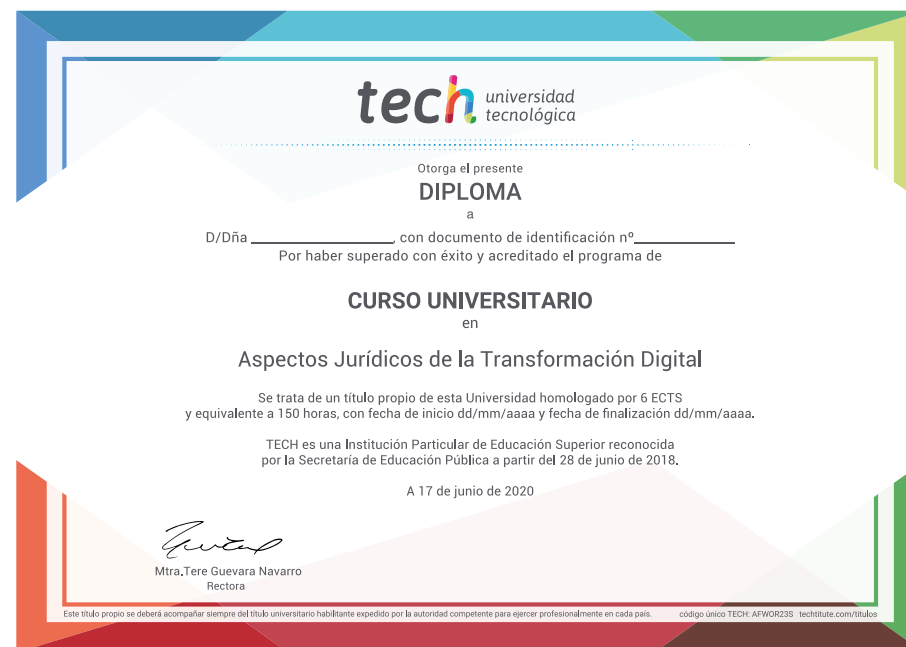 tech universidad
tecnológica
Otorga el presente
DIPLOMA
a
D/Dña ____________________, con documento de identificación nº______________
Por haber superado con éxito y acreditado el programa de
CURSO UNIVERSITARIO
en
Aspectos Jurídicos de la Transformación Digital
Se trata de un título propio de esta Universidad homologado por 6 ECTS
y equivalente a 150 horas, con fecha de inicio dd/mm/aaaa y fecha de finalización dd/mm/aaaa.
TECH es una Institución Particular de Educación Superior reconocida
por la Secretaría de Educación Pública a partir del 28 de junio de 2018.
A 17 de junio de 2020
Mtra.Tere Guevara Navarro
Rectora
Este título propio se deberá acompañar siempre del título universitario habilitante expedido por la autoridad competente para ejercer profesionalmente en cada país. código único TECH: AFWOR23S techtitute.com/titulos